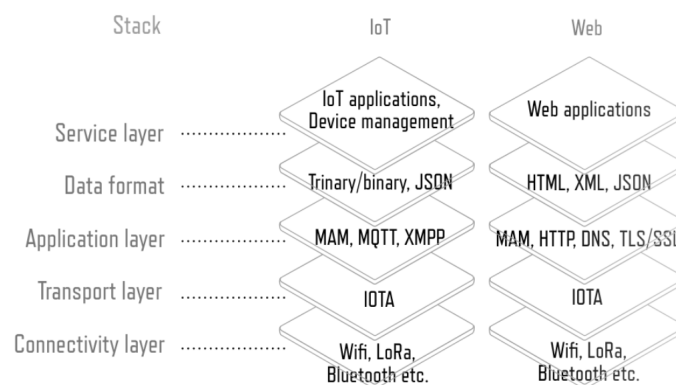 Stack IoT Web
IoT applications,
Device management
Web applications
Service layer
Data format
Trinary/binary, JSON
HTML, XML, JSON
Application layer
MAM, MQTT, XMPP
MAM, HTTP, DNS, TLS/SSL
Transport layer
IOTA
IOTA
Connectivity layer
Wifi, LoRa,
Bluetooth etc.
Wifi, LoRa,
Bluetooth etc.